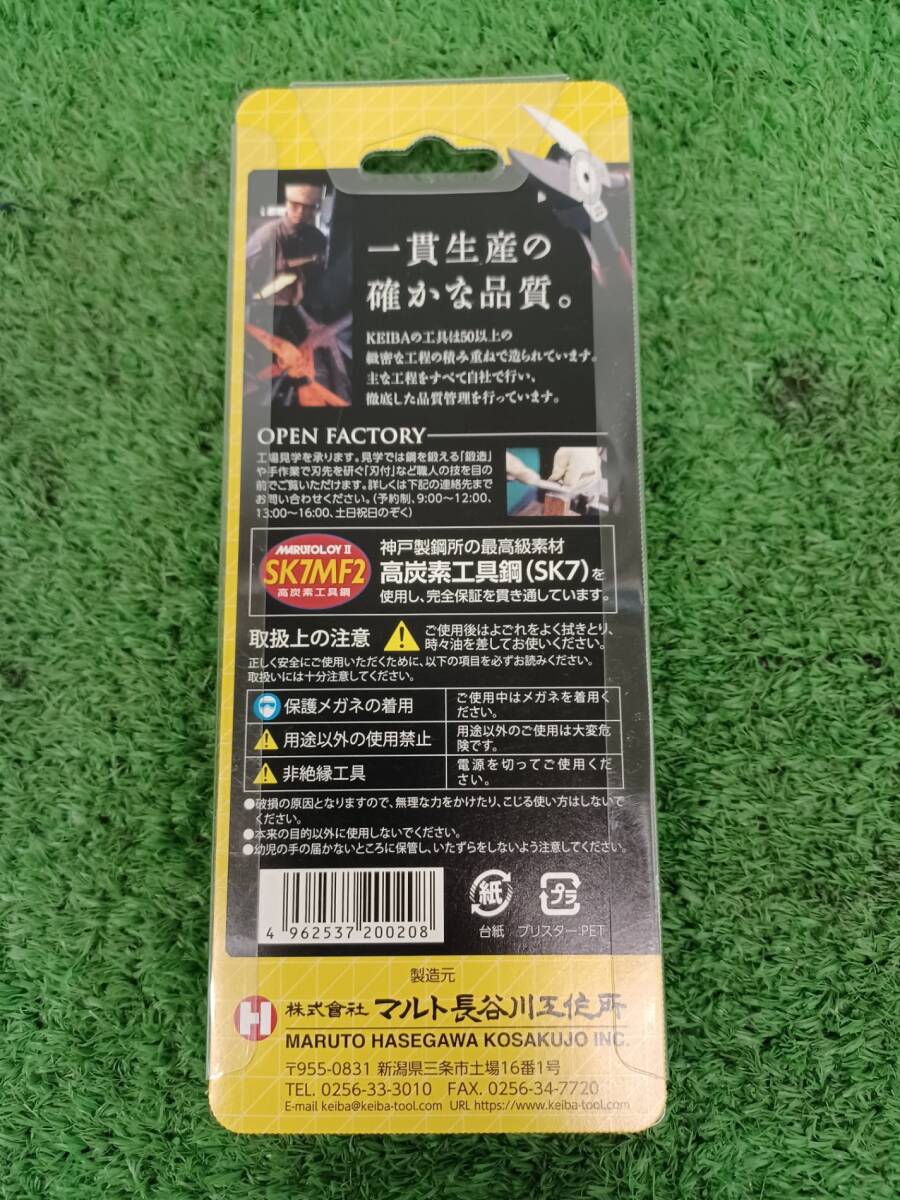 一貫生産の
確かな品質。
KEIBAの工具は50以上の
緻密な工程の積み重ねで造られています。
主な工程をすべて自社で行い、
徹底した品質管理を行っています。
OPEN FACTORY
工場見学を承ります。見学では鋼を鍛える「鍛造」
や手作業で刃先を研ぐ「刃付」など職人の技を目の
前でご覧いただけます。詳しくは下記の連絡先まで
お問い合わせください。(予約制、9:00〜12:00、
13:00〜16:00、土日祝日のぞく)
MARUTOLOY II
SK7MF2
高炭素工具鋼
神戸製鋼所の最高級素材
高炭素工具鋼(SK7)を
使用し、完全保証を貫き通しています。
取扱上の注意
ご使用後はよごれをよく拭きとり、
時々油を差してお使いください。
正しく安全にご使用いただくために、以下の項目を必ずお読みください。
取扱いには十分注意してください。
保護メガネの着用
ご使用中はメガネを着用く
ださい。
用途以外の使用禁止
用途以外のご使用は大変危
険です。
非絶縁工具
電源を切ってご使用くだ
さい。
●破損の原因となりますので、無理な力をかけたり、こじる使い方はしないで
ください。
●本来の目的以外に使用しないでください。
●幼児の手の届かないところに保管し、いたずらをしないよう注意してください。
4 962537 200208
紙
台紙
プラ
ブリスター:PET
製造元
H
株式會社 マルト長谷川工作所
MARUTO HASEGAWA KOSAKUJO INC.
〒955-0831 新潟県三条市土場16番1号
TEL. 0256-33-3010 FAX. 0256-34-7720
E-mail keiba@keiba-tool.com URL https://www.keiba-tool.com